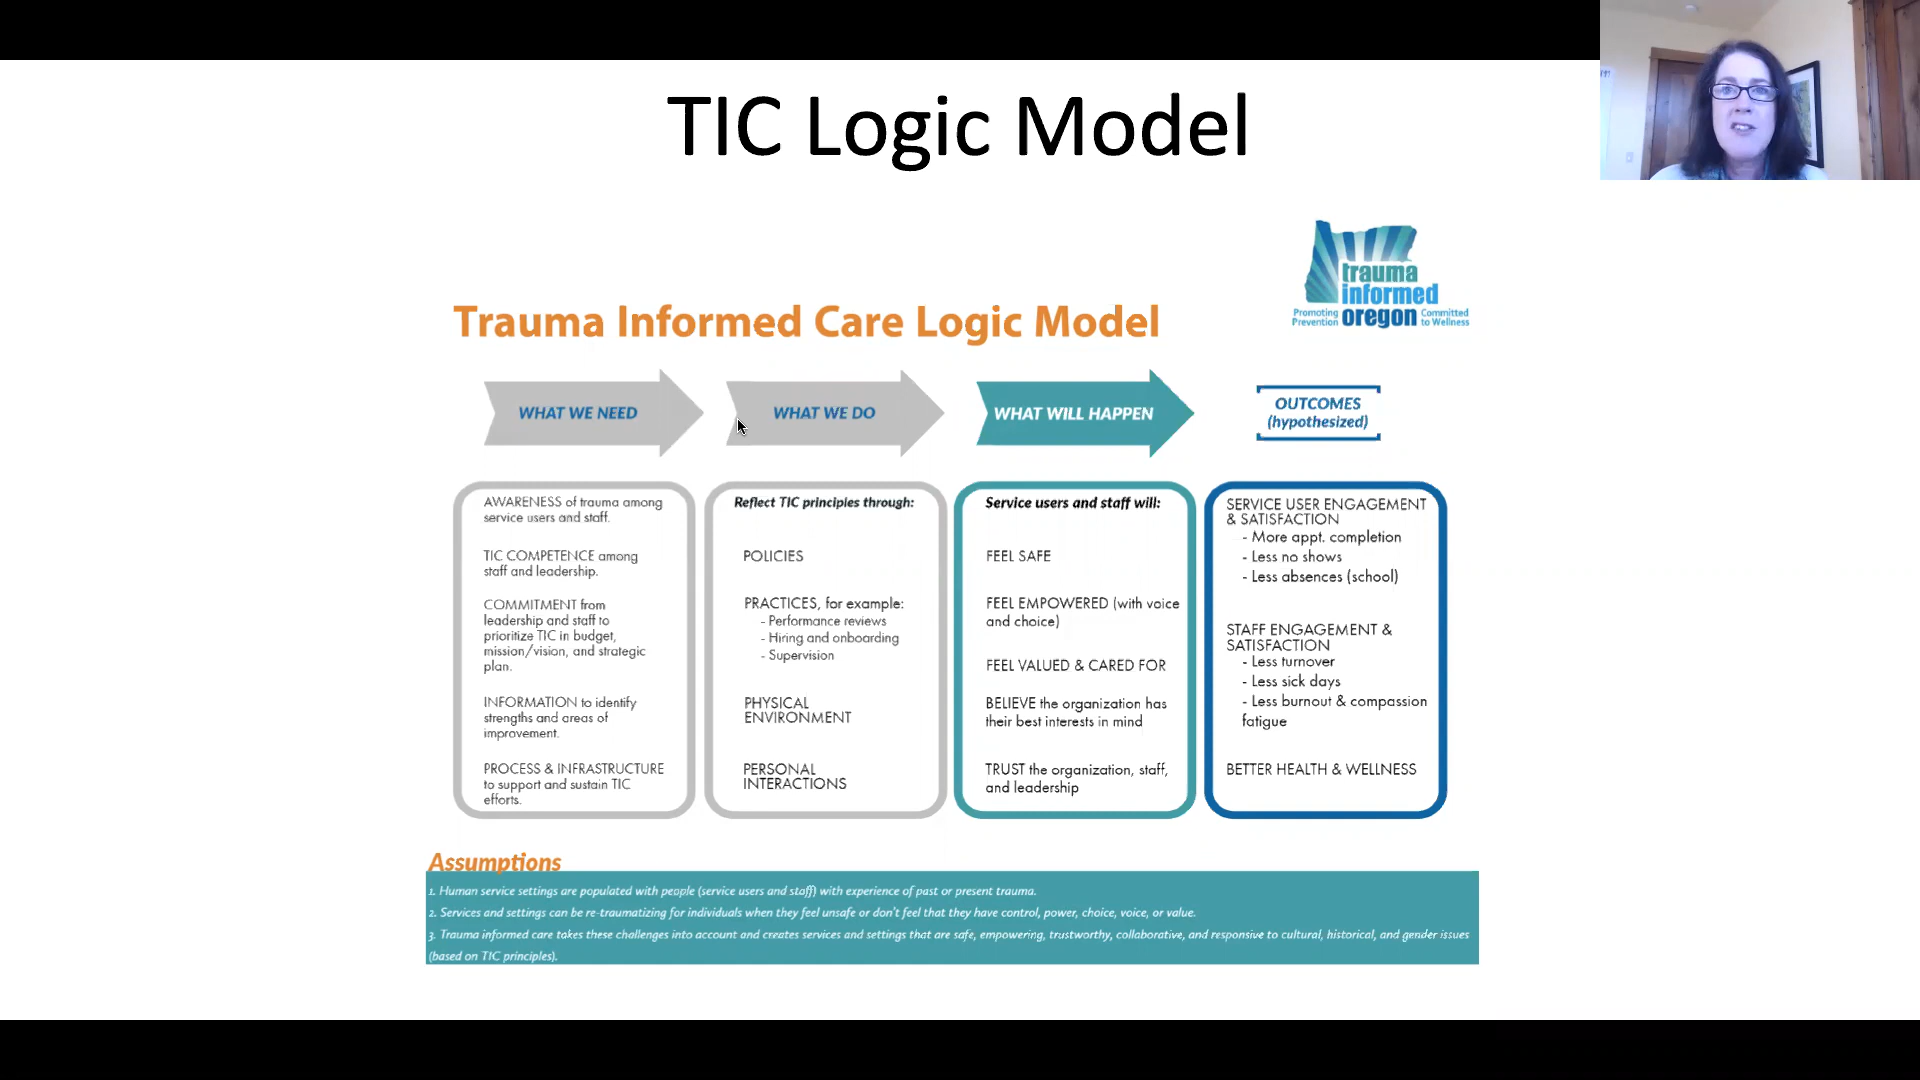 TIC Logic Model
trauma
informed
Promoting
Prevention
oregon
Committed
to Wellness
Trauma Informed Care Logic Model
WHAT WE NEED
WHAT WE DO
WHAT WILL HAPPEN
OUTCOMES
(hypothesized)
AWARENESS of trauma among
service users and staff.
TIC COMPETENCE among
staff and leadership.
COMMITMENT from
leadership and staff to
prioritize TIC in budget,
mission/vision, and strategic
plan.
INFORMATION to identify
strengths and areas of
improvement.
PROCESS & INFRASTRUCTURE
to support and sustain TIC
efforts.
Reflect TIC principles through:
POLICIES
PRACTICES, for example:
- Performance reviews
- Hiring and onboarding
- Supervision
PHYSICAL
ENVIRONMENT
PERSONAL
INTERACTIONS
Service users and staff will:
FEEL SAFE
FEEL EMPOWERED (with voice
and choice)
FEEL VALUED & CARED FOR
BELIEVE the organization has
their best interests in mind
TRUST the organization, staff,
and leadership
SERVICE USER ENGAGEMENT
& SATISFACTION
- More appt. completion
- Less no shows
- Less absences (school)
STAFF ENGAGEMENT &
SATISFACTION
- Less turnover
- Less sick days
- Less burnout & compassion
fatigue
BETTER HEALTH & WELLNESS
Assumptions
1. Human service settings are populated with people (service users and staff) with experience of past or present trauma.
2. Services and settings can be re-traumatizing for individuals when they feel unsafe or don't feel that they have control, power, choice, voice, or value.
3. Trauma informed care takes these challenges into account and creates services and settings that are safe, empowering, trustworthy, collaborative, and responsive to cultural, historical, and gender issues
(based on TIC principles).